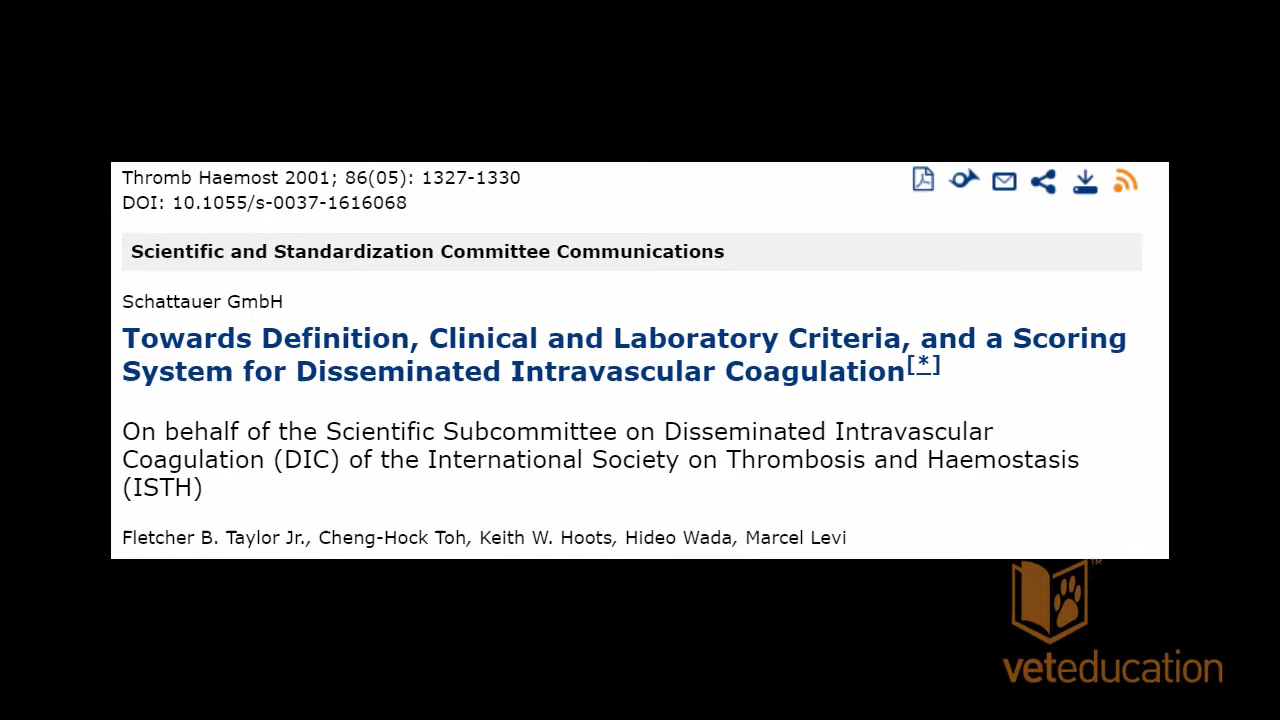 Thromb Haemost 2001; 86(05): 1327-1330
DOI: 10.1055/s-0037-1616068
Scientific and Standardization Committee Communications
Schattauer GmbH
Towards Definition, Clinical and Laboratory Criteria, and a Scoring
System for Disseminated Intravascular Coagulation[*]
On behalf of the Scientific Subcommittee on Disseminated Intravascular
Coagulation (DIC) of the International Society on Thrombosis and Haemostasis
(ISTH)
Fletcher B. Taylor Jr., Cheng-Hock Toh, Keith W. Hoots, Hideo Wada, Marcel Levi
TM
veteducation